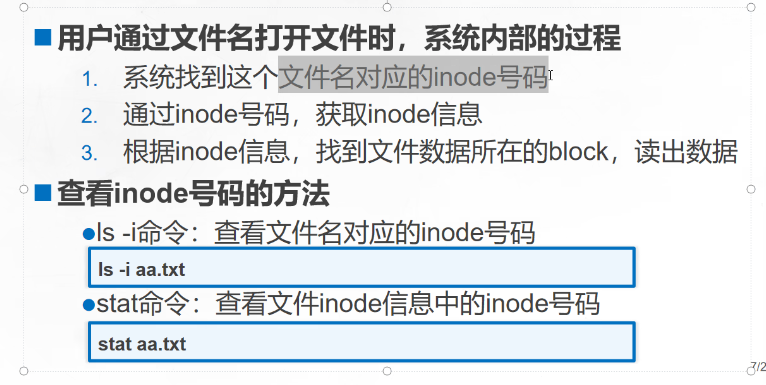 ■用户通过文件名打开文件时，系统内部的过程
1. 系统找到这个文件名对应的inode号码
2. 通过inode号码，获取inode信息
3. 根据inode信息，找到文件数据所在的block，读出数据
■查看inode号码的方法
●ls -i命令：查看文件名对应的inode号码
ls -i aa.txt
●stat命令：查看文件inode信息中的inode号码
stat aa.txt
7/2